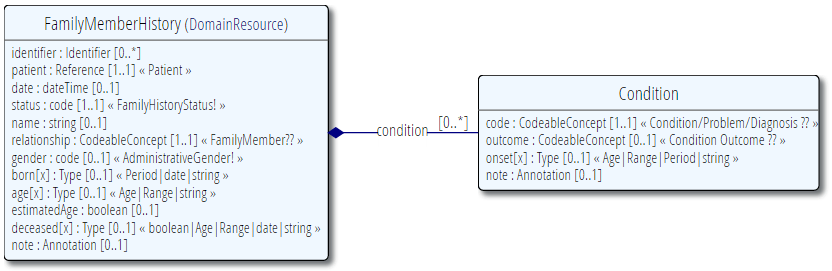 FamilyMemberHistory (DomainResource)
identifier : Identifier [0..*]
patient : Reference [1..1] « Patient »
date : dateTime [0..1]
status : code [1..1] « FamilyHistoryStatus! »
name : string [0..1]
relationship : CodeableConcept [1..1] « FamilyMember?? »
gender : code [0..1] « AdministrativeGender! »
born[x] : Type [0..1] « Period|date|string »
age[x] : Type [0..1] « Age|Range|string »
estimatedAge : boolean [0..1]
deceased[x] : Type [0..1] « boolean|Age|Range|date|string »
note : Annotation [0..1]
condition
[0..*]
Condition
code : CodeableConcept [1..1] « Condition/Problem/Diagnosis ?? »
outcome : CodeableConcept [0..1] « Condition Outcome ?? »
onset[x] : Type [0..1] « Age|Range|Period|string »
note : Annotation [0..1]